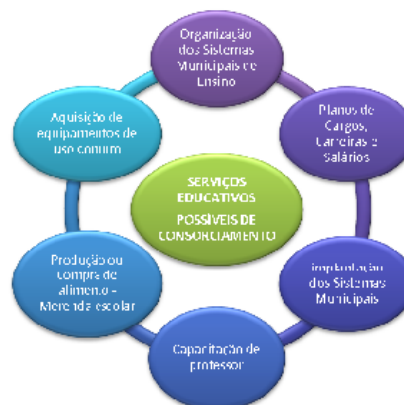 Organização
dos Sistemas
Municipais de
Ensino
Planos de
Cargos,
Carreiras e
Salários
Implantação
dos Sistemas
Municipais
Capacitação de
professor
Produção ou
compra de
alimento -
Merenda escolar
Aquisição de
equipamentos de
uso comum
SERVIÇOS
EDUCATIVOS
POSSÍVEIS DE
CONSORCIAMENTO